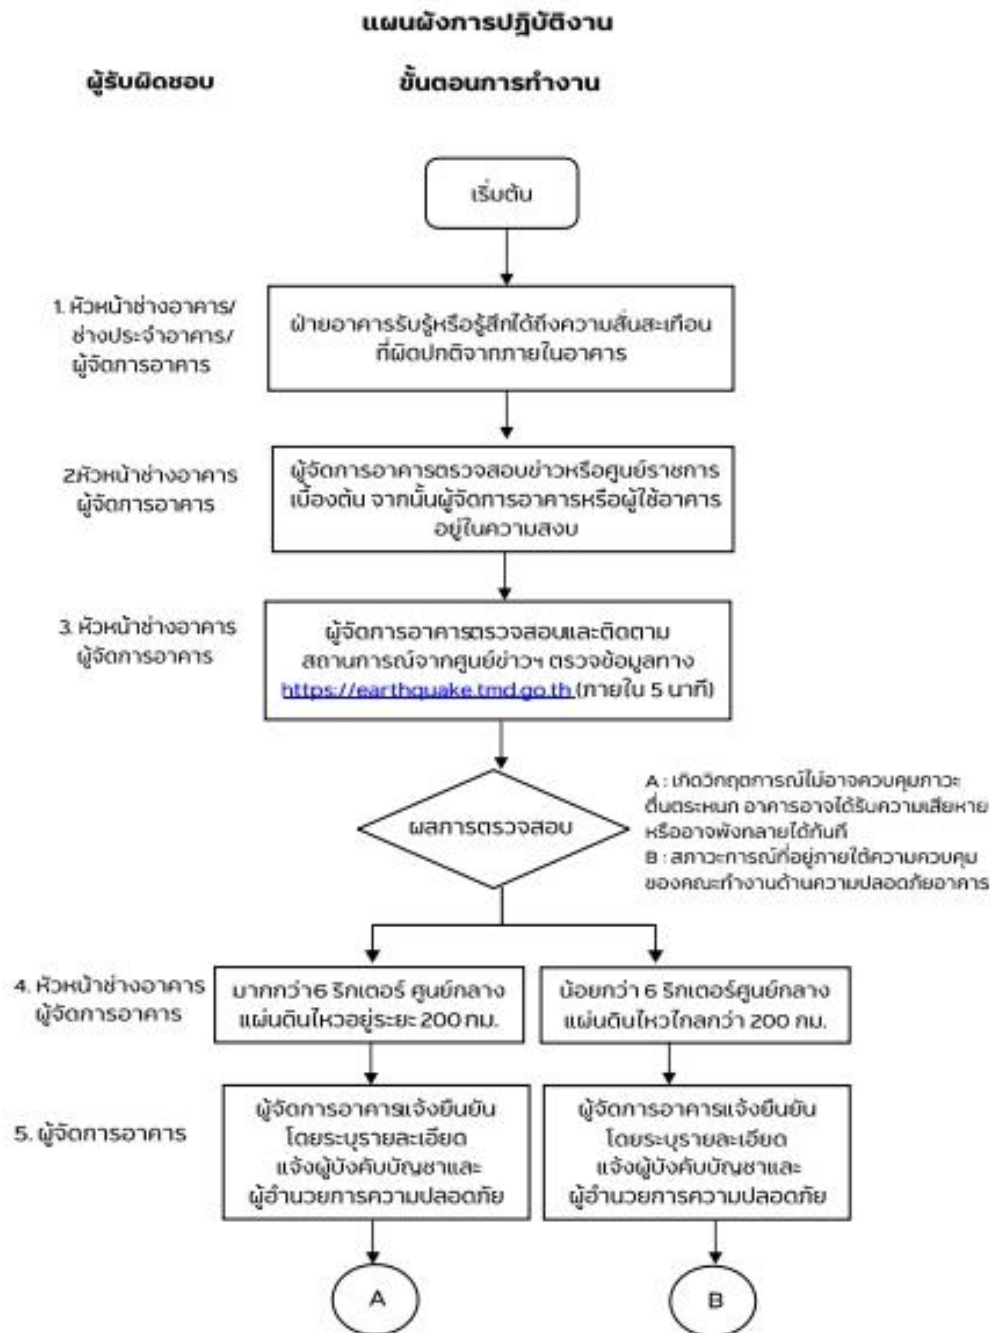 แผนผังการปฏิบัติงาน
ผู้รับผิดชอบ
ขั้นตอนการทำงาน
เริ่มต้น
1. หัวหน้าช่างอาคาร/
ช่างประจำอาคาร/
ผู้จัดการอาคาร
ฝ่ายอาคารรับรู้หรือรู้สึกได้ถึงความสั่นสะเทือน
ที่ผิดปกติจากภายในอาคาร
2.หัวหน้าช่างอาคาร
ผู้จัดการอาคาร
ผู้จัดการอาคารตรวจสอบข่าวหรือศูนย์ราชการ
เบื้องต้น จากนั้นผู้จัดการอาคารหรือผู้ใช้อาคาร
อยู่ในความสงบ
3. หัวหน้าช่างอาคาร
ผู้จัดการอาคาร
ผู้จัดการอาคารตรวจสอบและติดตาม
สถานการณ์จากศูนย์ข่าวฯ ตรวจข้อมูลทาง
https://earthquake.tmd.go.th (ภายใน 5 นาที)
ผลการตรวจสอบ
A : เกิดวิกฤตการณ์ไม่อาจควบคุมภาวะ
ตื่นตระหนก อาคารอาจได้รับความเสียหาย
หรืออาจพังทลายได้ทันที
B : สภาวะการณ์ที่อยู่ภายใต้ความควบคุม
ของคณะทำงานด้านความปลอดภัยอาคาร
4. หัวหน้าช่างอาคาร
ผู้จัดการอาคาร
มากกว่า6 ริกเตอร์ ศูนย์กลาง
แผ่นดินไหวอยู่ระยะ 200 กม.
น้อยกว่า 6 ริกเตอร์ศูนย์กลาง
แผ่นดินไหวไกลกว่า 200 กม.
5. ผู้จัดการอาคาร
ผู้จัดการอาคารแจ้งยืนยัน
โดยระบุรายละเอียด
แจ้งผู้บังคับบัญชาและ
ผู้อำนวยการความปลอดภัย
ผู้จัดการอาคารแจ้งยืนยัน
โดยระบุรายละเอียด
แจ้งผู้บังคับบัญชาและ
ผู้อำนวยการความปลอดภัย
A
B